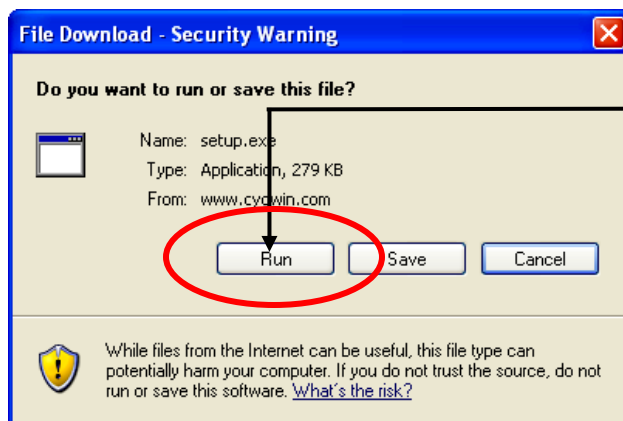 File Download - Security Warning
Do you want to run or save this file?
Name: setup.exe
Type: Application, 279 KB
From: www.cygwin.com
Run Save Cancel
While files from the Internet can be useful, this file type can
potentially harm your computer. If you do not trust the source, do not
run or save this software. What's the risk?